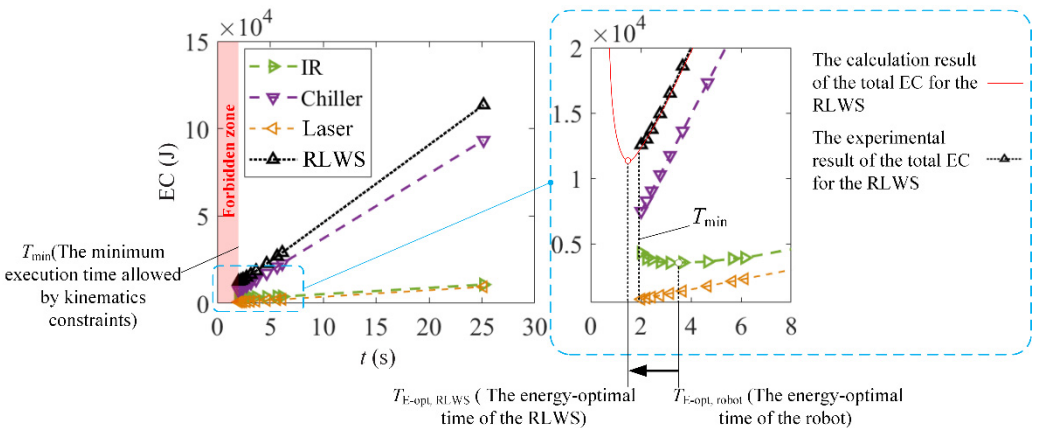 ×10⁴
15
10
5
0
EC (J)
Forbidden zone
IR
Chiller
Laser
RLWS
0 5 10 15 20 25 30
t (s)
T_min(The minimum
execution time allowed
by kinematics
constraints)
×10⁴
2
1.5
1
0.5
0
0 2 4 6 8
T_min
The calculation result
of the total EC for the
RLWS
The experimental
result of the total EC
for the RLWS
T_E-opt, RLWS ( The energy-optimal
time of the RLWS)
T_E-opt, robot (The energy-optimal
time of the robot)